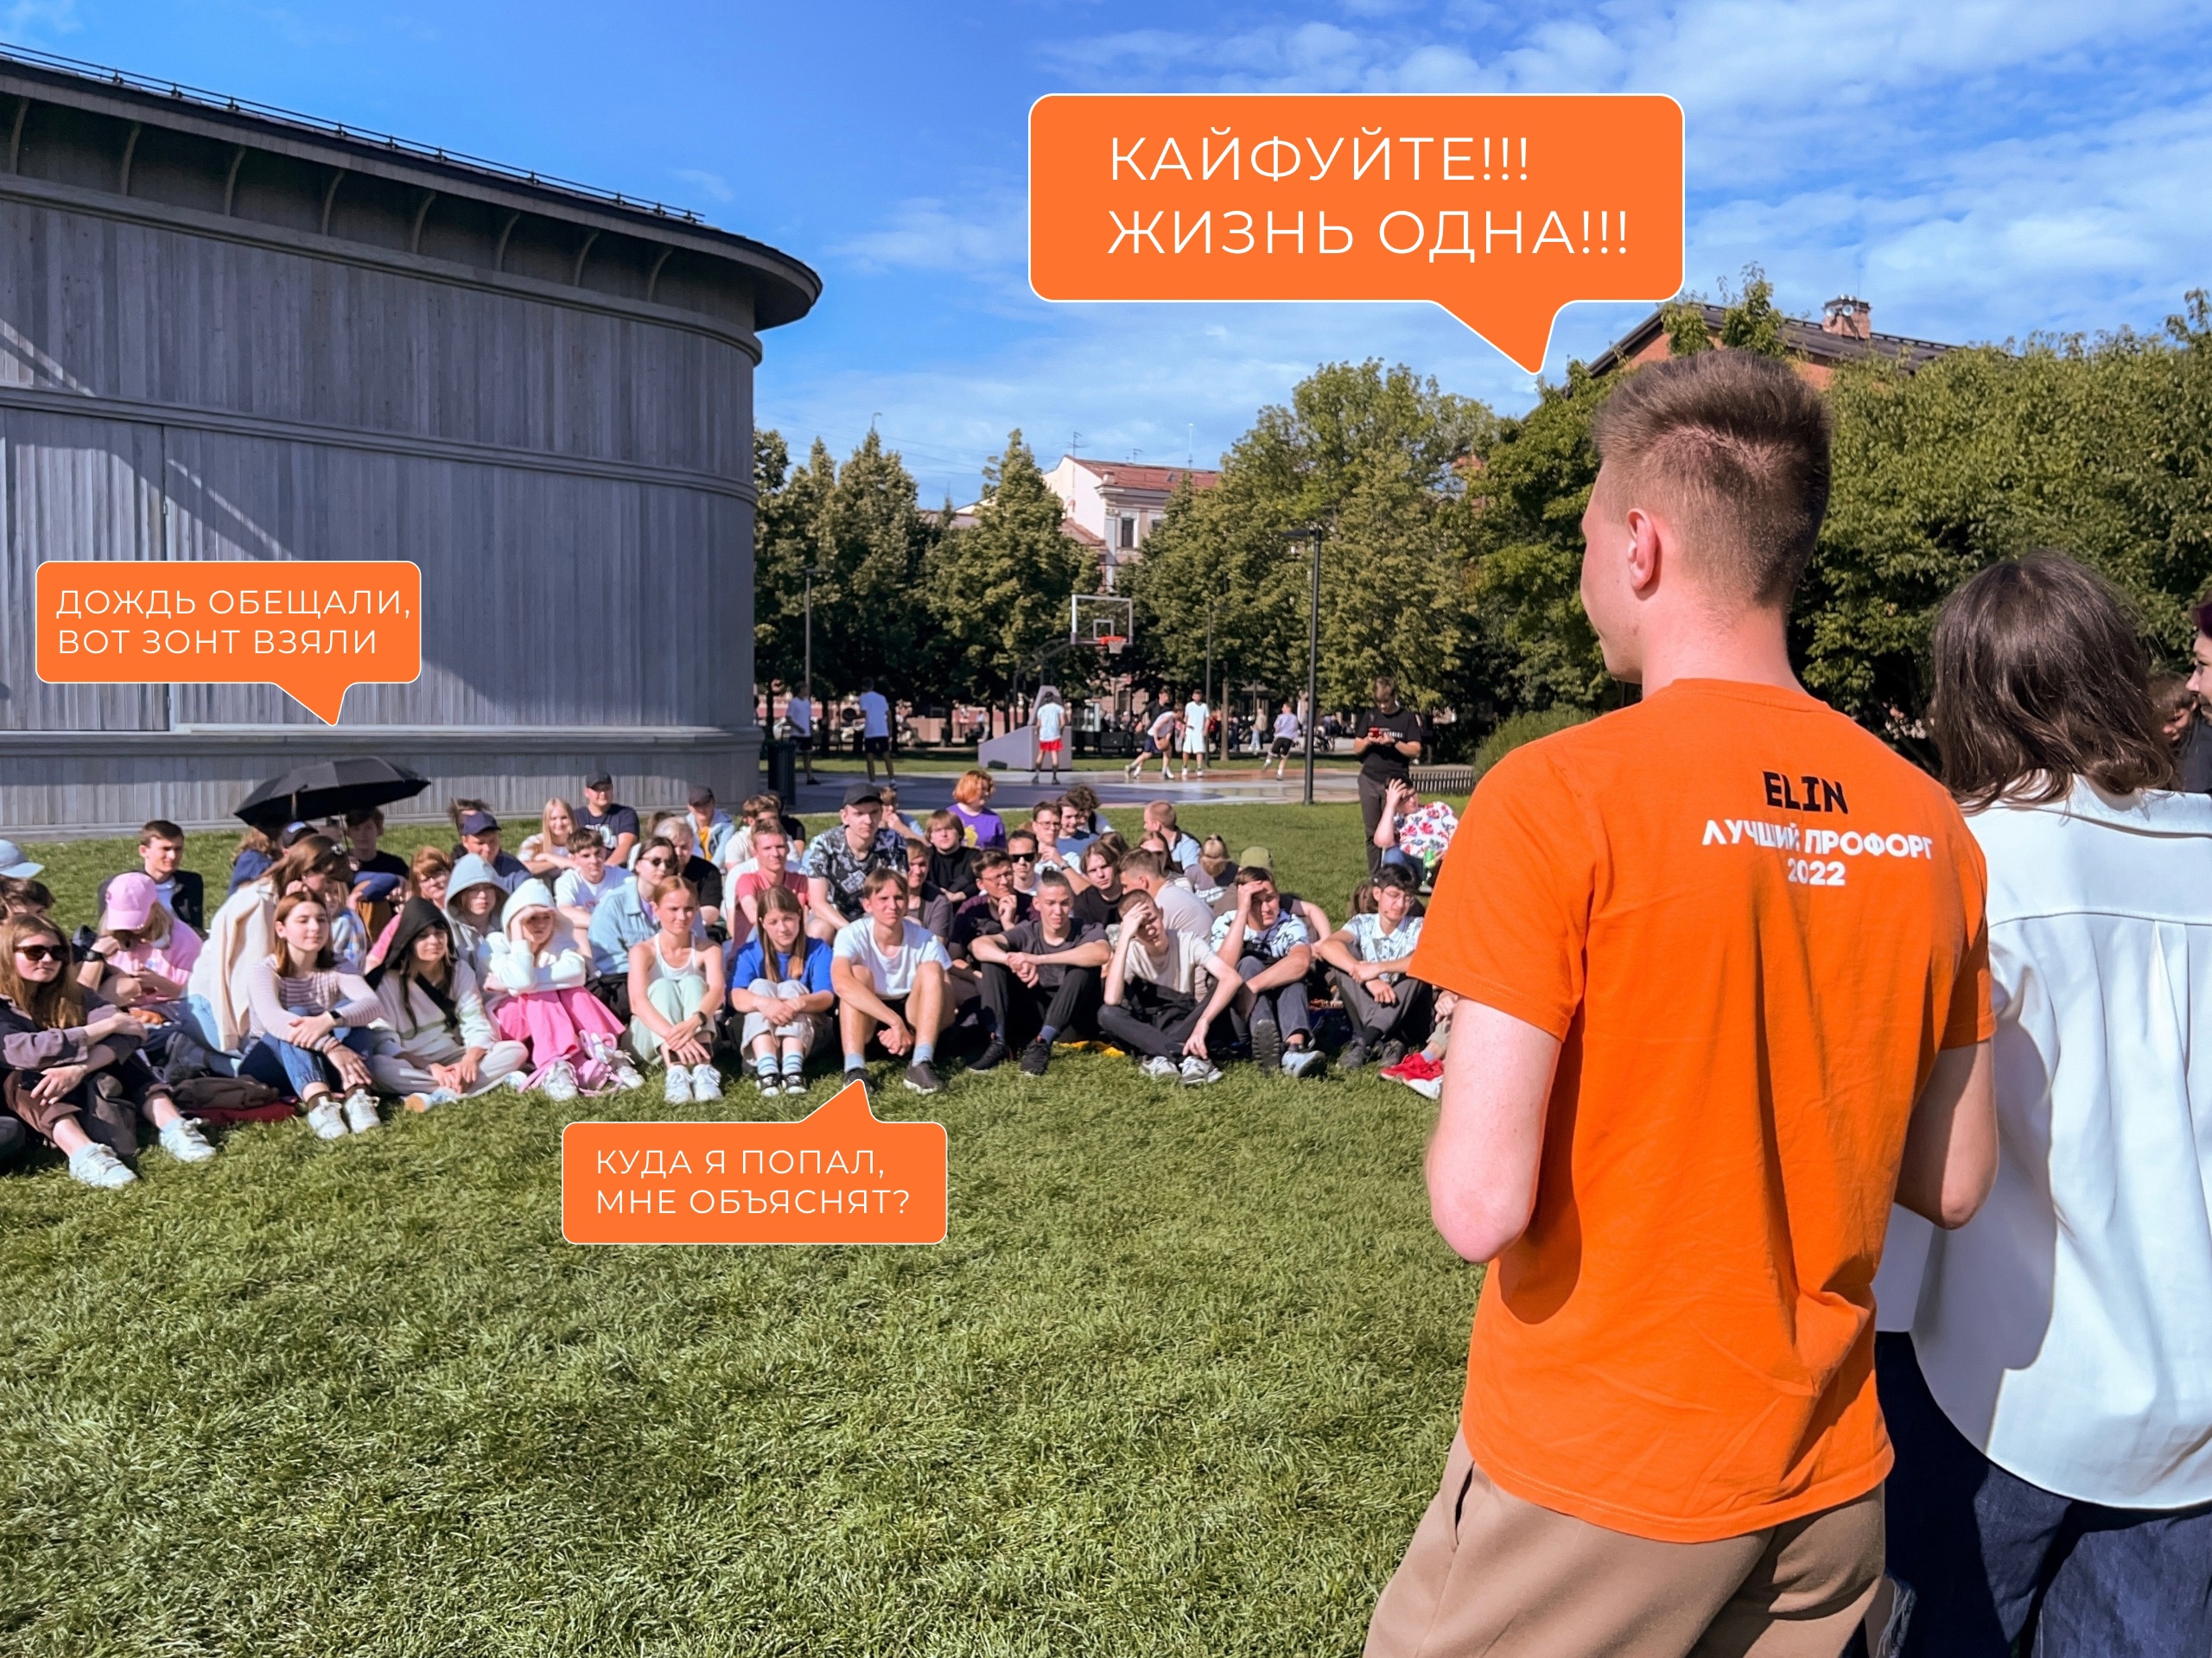 КАЙФУЙТЕ!!!
ЖИЗНЬ ОДНА!!!
ДОЖДЬ ОБЕЩАЛИ,
ВОТ ЗОНТ ВЗЯЛИ
ELIN
ЛУЧШИЙ ПРОФОРГ
2022
КУДА Я ПОПАЛ,
МНЕ ОБЪЯСНЯТ?